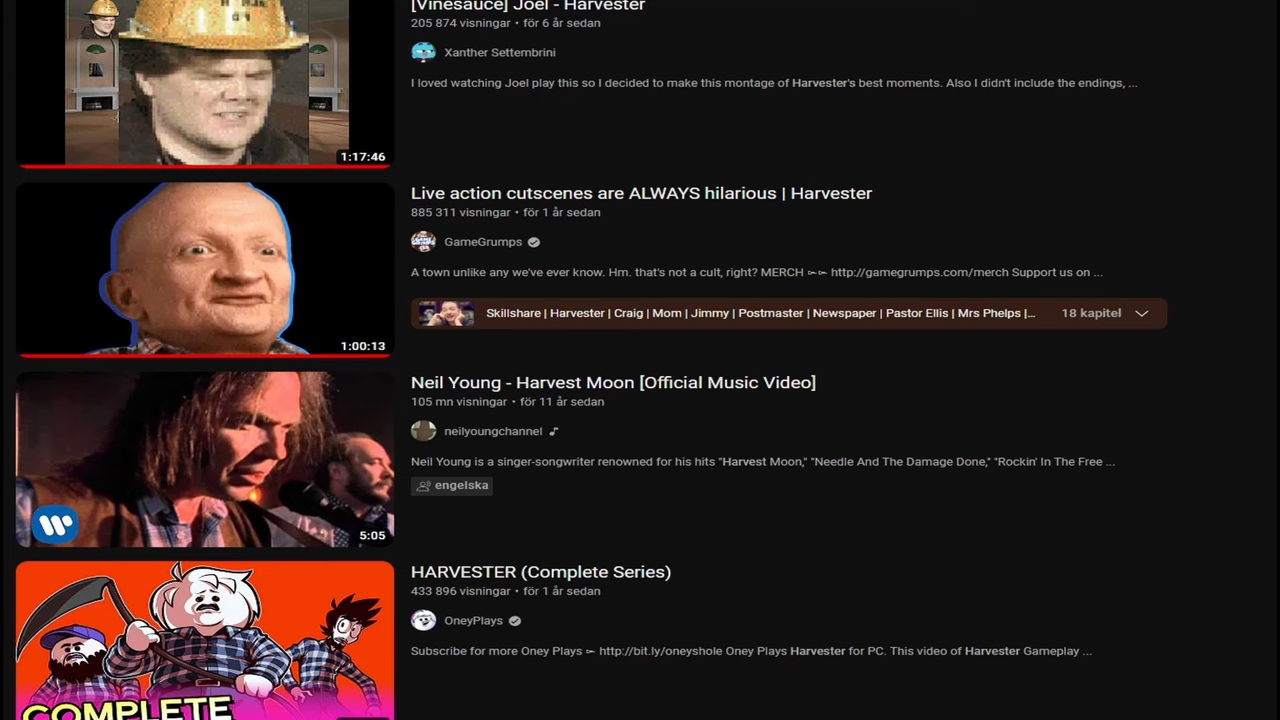 [Vinesauce] Joel - Harvester
205 874 visningar • för 6 år sedan
Xanther Settembrini
I loved watching Joel play this so I decided to make this montage of Harvester's best moments. Also I didn't include the endings, ...
1:17:46
Live action cutscenes are ALWAYS hilarious | Harvester
885 311 visningar • för 1 år sedan
GameGrumps
A town unlike any we've ever know. Hm. that's not a cult, right? MERCH ►► http://gamegrumps.com/merch Support us on ...
Skillshare | Harvester | Craig | Mom | Jimmy | Postmaster | Newspaper | Pastor Ellis | Mrs Phelps |... 18 kapitel
1:00:13
Neil Young - Harvest Moon [Official Music Video]
105 mn visningar • för 11 år sedan
neilyoungchannel
Neil Young is a singer-songwriter renowned for his hits "Harvest Moon," "Needle And The Damage Done," "Rockin' In The Free ...
engelska
5:05
HARVESTER (Complete Series)
433 896 visningar • för 1 år sedan
OneyPlays
Subscribe for more Oney Plays ► http://bit.ly/oneyshole Oney Plays Harvester for PC. This video of Harvester Gameplay ...
COMPLETE